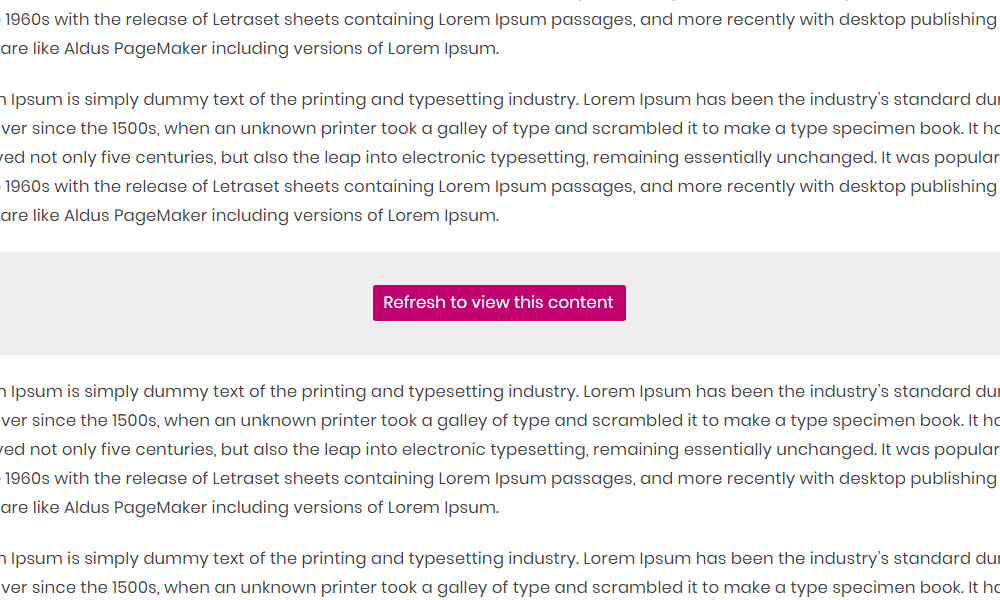 1960s with the release of Letraset sheets containing Lorem Ipsum passages, and more recently with desktop publishing
are like Aldus PageMaker including versions of Lorem Ipsum.
Ipsum is simply dummy text of the printing and typesetting industry. Lorem Ipsum has been the industry's standard
ver since the 1500s, when an unknown printer took a galley of type and scrambled it to make a type specimen book. It
ved not only five centuries, but also the leap into electronic typesetting, remaining essentially unchanged. It was popular
1960s with the release of Letraset sheets containing Lorem Ipsum passages, and more recently with desktop publishing
are like Aldus PageMaker including versions of Lorem Ipsum.
Refresh to view this content
Ipsum is simply dummy text of the printing and typesetting industry. Lorem Ipsum has been the industry's standard
ver since the 1500s, when an unknown printer took a galley of type and scrambled it to make a type specimen book. It
ved not only five centuries, but also the leap into electronic typesetting, remaining essentially unchanged. It was popular
1960s with the release of Letraset sheets containing Lorem Ipsum passages, and more recently with desktop publishing
are like Aldus PageMaker including versions of Lorem Ipsum.
Ipsum is simply dummy text of the printing and typesetting industry. Lorem Ipsum has been the industry's standard
ver since the 1500s, when an unknown printer took a galley of type and scrambled it to make a type specimen book. It